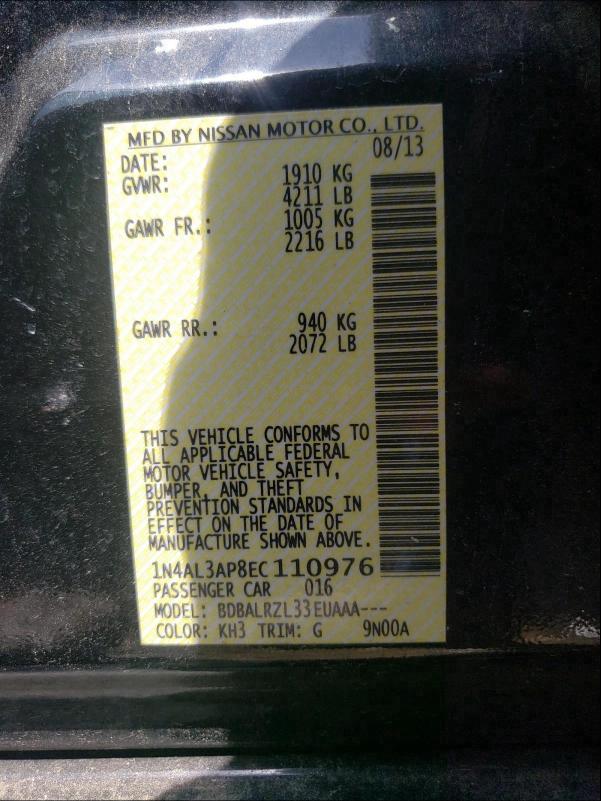 MFD BY NISSAN MOTOR CO., LTD.
DATE: 08/13
GVWR: 1910 KG
4211 LB
GAWR FR.: 1005 KG
2216 LB
GAWR RR.: 940 KG
2072 LB
THIS VEHICLE CONFORMS TO
ALL APPLICABLE FEDERAL
MOTOR VEHICLE SAFETY,
BUMPER, AND THEFT
PREVENTION STANDARDS IN
EFFECT ON THE DATE OF
MANUFACTURE SHOWN ABOVE.
1N4AL3AP8EC110976
PASSENGER CAR 016
MODEL: BDBALRZL33EUAAA---
COLOR: KH3 TRIM: G 9N00A